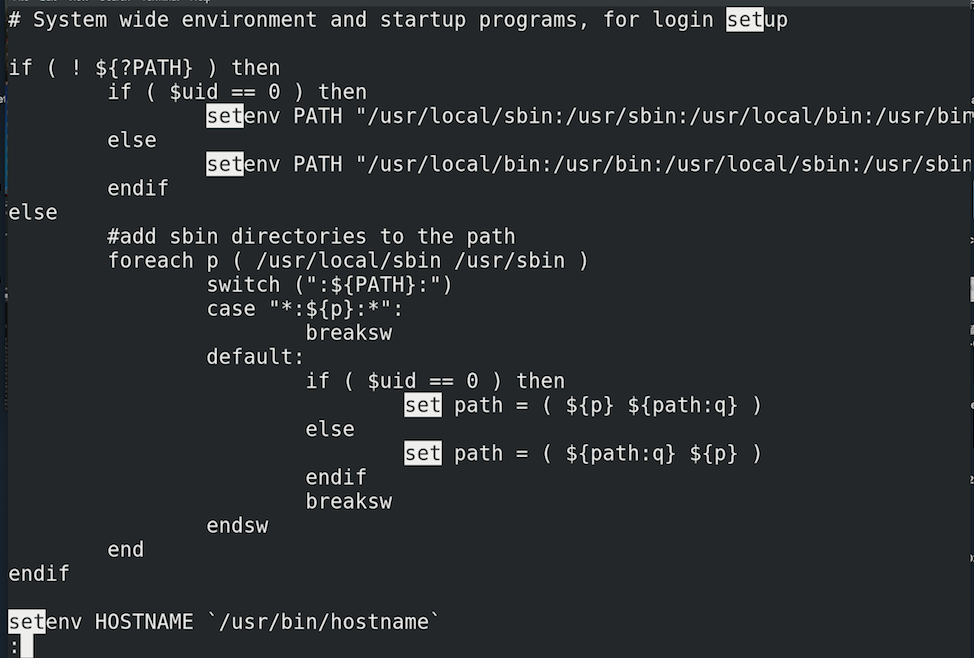 # System wide environment and startup programs, for login setup
if ( ! ${?PATH} ) then
if ( $uid == 0 ) then
setenv PATH "/usr/local/sbin:/usr/sbin:/usr/local/bin:/usr/bin
else
setenv PATH "/usr/local/bin:/usr/bin:/usr/local/sbin:/usr/sbin
endif
else
#add sbin directories to the path
foreach p ( /usr/local/sbin /usr/sbin )
switch (":${PATH}:")
case "*:${p}:*":
breaksw
default:
if ( $uid == 0 ) then
set path = ( ${p} ${path:q} )
else
set path = ( ${path:q} ${p} )
endif
breaksw
endsw
end
endif
setenv HOSTNAME `/usr/bin/hostname`
: